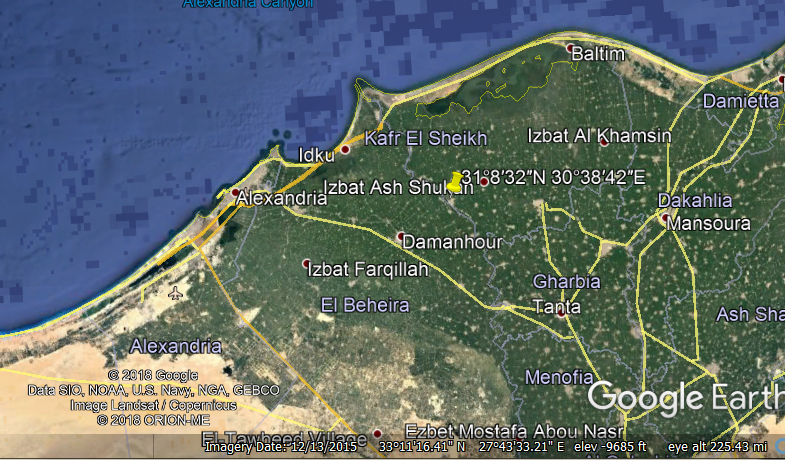 Alexandria Canyon
Baltim
Damietta
Kafr El Sheikh
Izbat Al Khamsin
Idku
31°8'32"N 30°38'42"E
Izbat Ash Shukan
Alexandria
Dakahlia
Mansoura
Damanhour
Izbat Farqillah
Gharbia
El Beheira
Tanta
Ash Sha
Alexandria
Menofia
© 2018 Google
Data SIO, NOAA, U.S. Navy, NGA, GEBCO
Image Landsat / Copernicus
© 2018 ORION-ME
Google Earth
El Tawheed Village
Ezbet Mostafa Abou Nasr
Imagery Date: 12/13/2015 33°11'16.41" N 27°43'33.21" E elev -9685 ft eye alt 225.43 mi